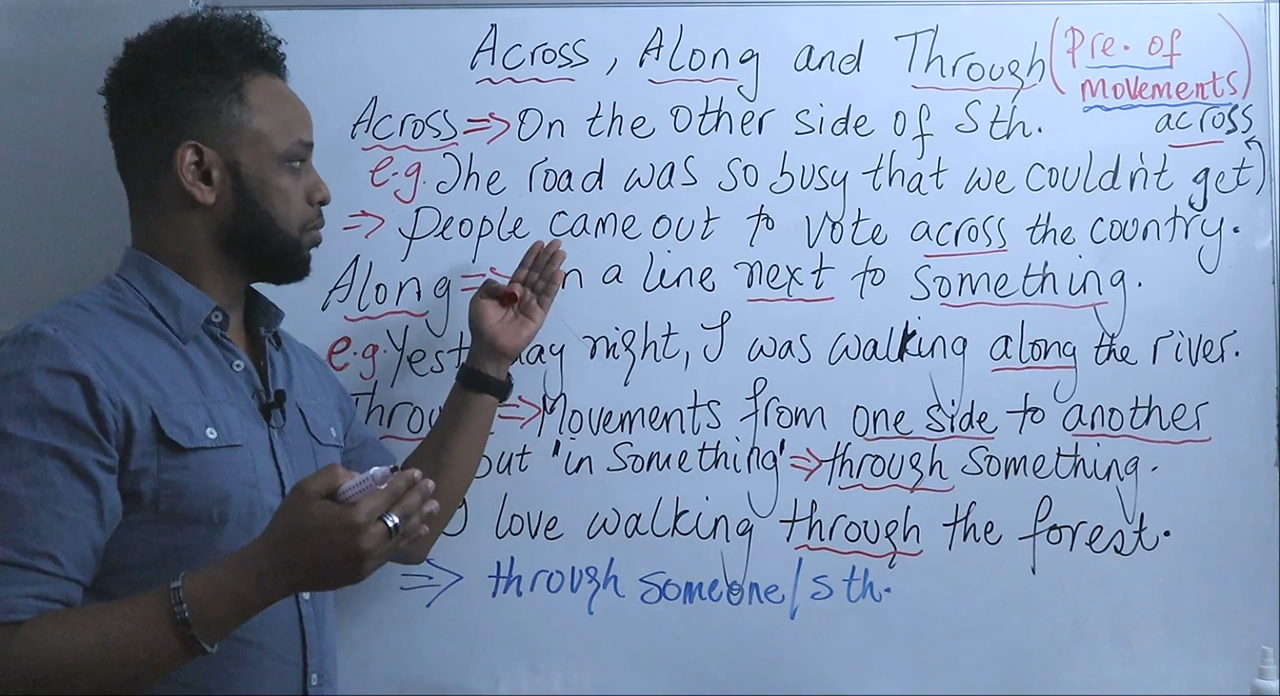 Across, Along and Through (Pre. of movements)
Across => On the other side of Sth. across
e.g. The road was so busy that we couldn't get
=> People came out to vote across the country.
Along => n a line next to Something.
e.g. Yest ay night, I was walking along the river.
Throu => Movements from one side to another
out "in Something" => through Something.
I love walking through the forest.
=> through someone/sth.